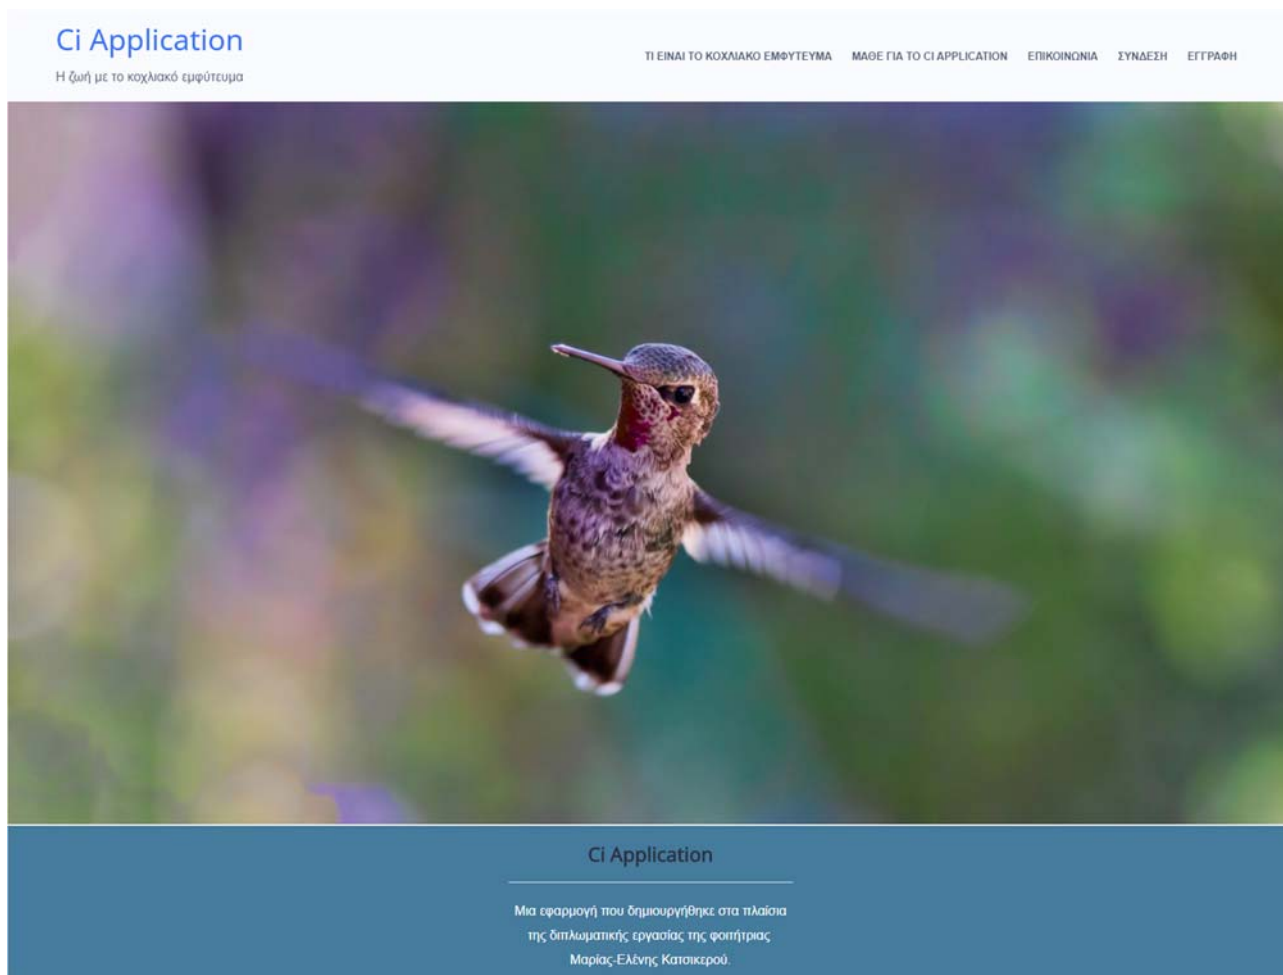 Ci Application
Η ζωή με το κοχλιακό εμφύτευμα
ΤΙ ΕΙΝΑΙ ΤΟ ΚΟΧΛΙΑΚΟ ΕΜΦΥΤΕΥΜΑ ΜΑΘΕ ΓΙΑ ΤΟ CI APPLICATION ΕΠΙΚΟΙΝΩΝΙΑ ΣΥΝΔΕΣΗ ΕΓΓΡΑΦΗ
Ci Application
Μια εφαρμογή που δημιουργήθηκε στα πλαίσια
της διπλωματικής εργασίας της φοιτήτριας
Μαρίας-Ελένης Κατσικερού.